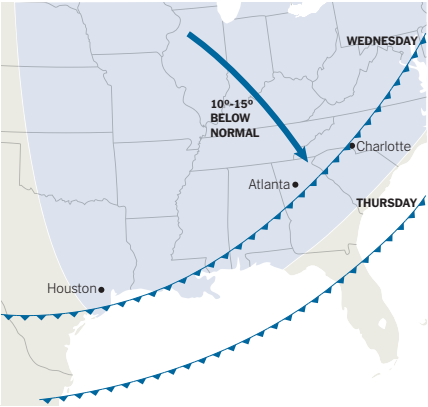 WEDNESDAY
10º-15º
BELOW
NORMAL
Charlotte
Atlanta
THURSDAY
Houston